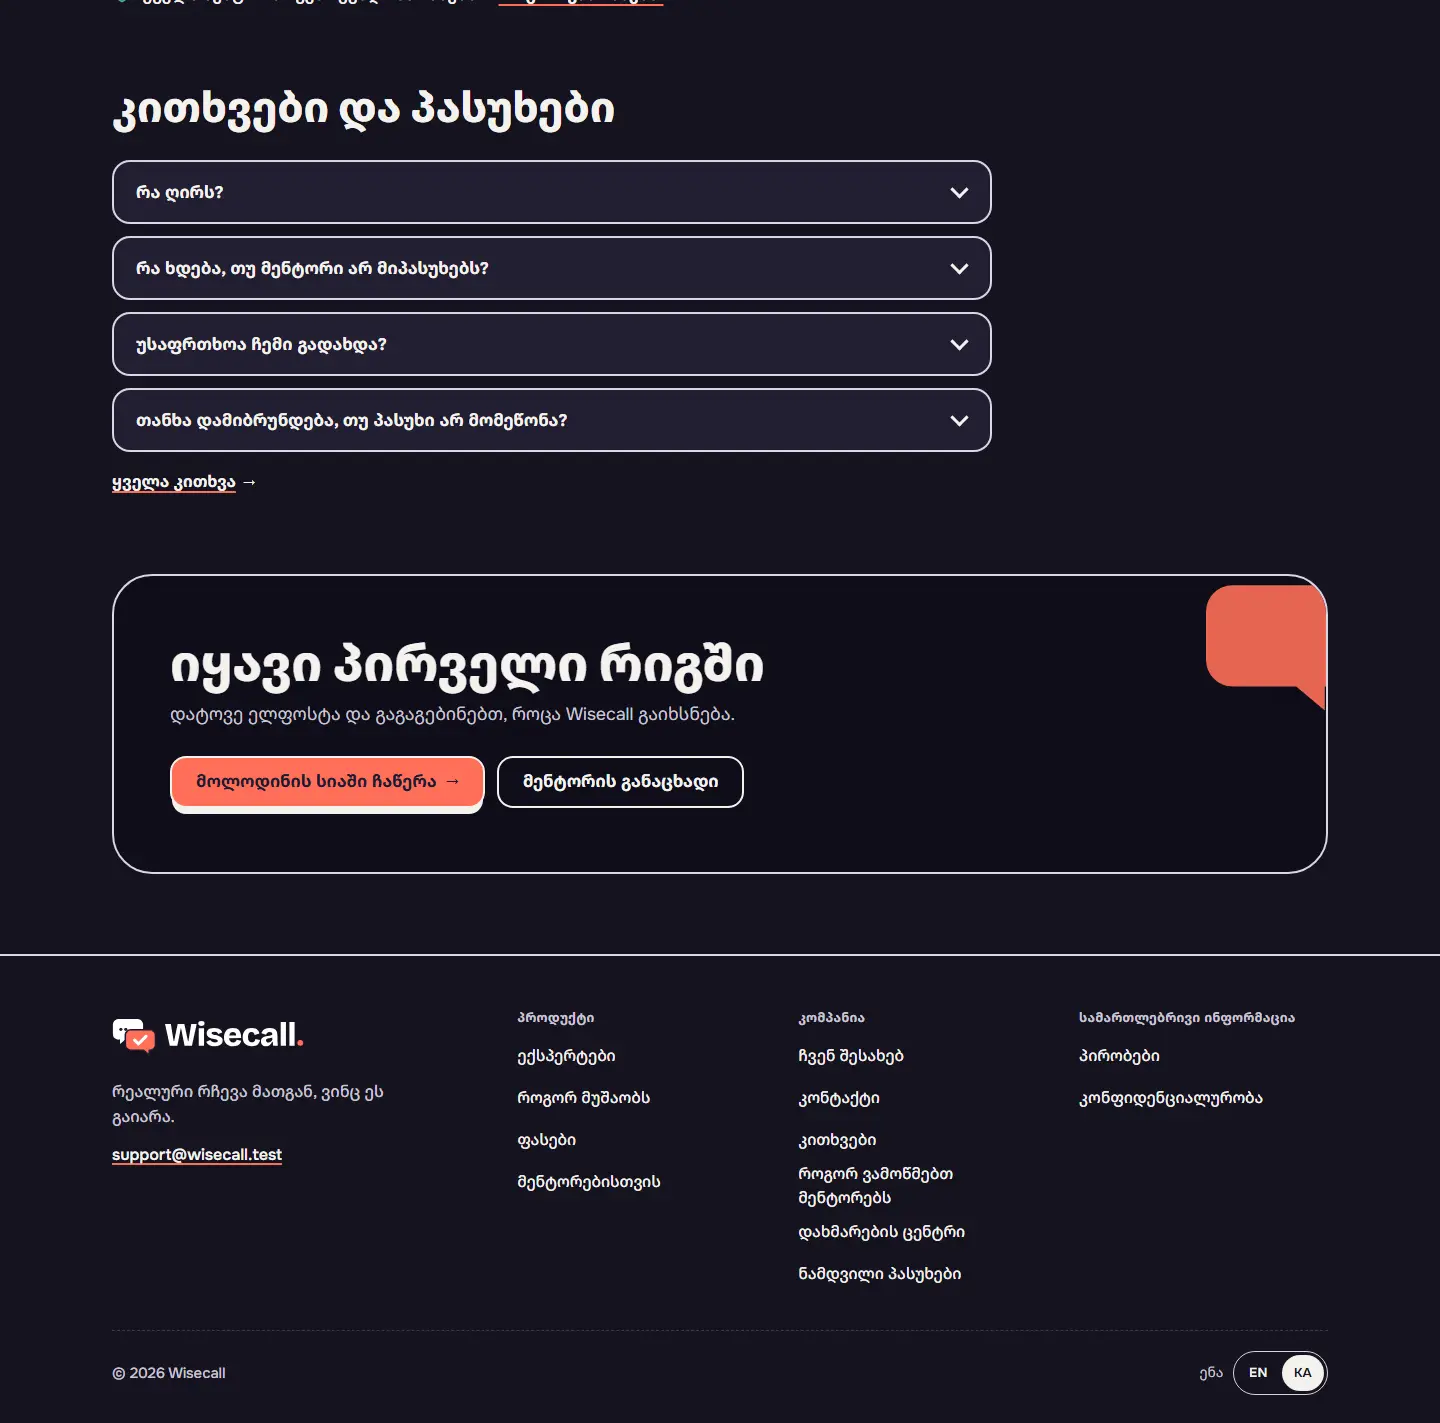 კითხვები და პასუხები
რა ღირს?
რა ხდება, თუ მენტორი არ მიპასუხებს?
უსაფრთხოა ჩემი გადახდა?
თანხა დამიბრუნდება, თუ პასუხი არ მომეწონა?
ყველა კითხვა →
იყავი პირველი რიგში
დატოვე ელფოსტა და გაგაგებინებთ, როცა Wisecall გაიხსნება.
მოლოდინის სიაში ჩაწერა →
მენტორის განაცხადი
Wisecall.
რეალური რჩევა მათგან, ვინც ეს
გაიარა.
support@wisecall.test
პროდუქტი
ექსპერტები
როგორ მუშაობს
ფასები
მენტორებისთვის
კომპანია
ჩვენ შესახებ
კონტაქტი
კითხვები
როგორ ვამოწმებთ
მენტორებს
დახმარების ცენტრი
ნამდვილი პასუხები
სამართლებრივი ინფორმაცია
პირობები
კონფიდენციალურობა
© 2026 Wisecall
ენა
EN
KA